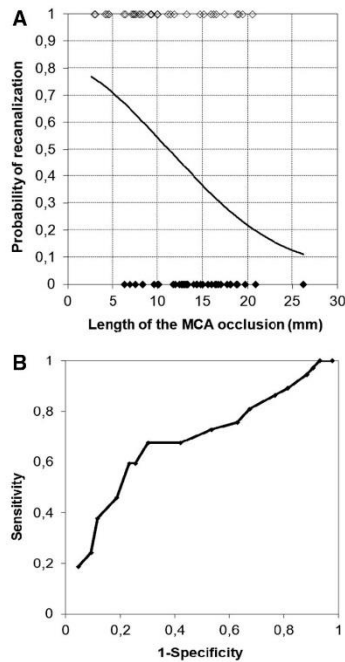 A
Probability of recanalization
1
0,9
0,8
0,7
0,6
0,5
0,4
0,3
0,2
0,1
0
0 5 10 15 20 25 30
Length of the MCA occlusion (mm)
B
Sensitivity
1
0,8
0,6
0,4
0,2
0
0 0,2 0,4 0,6 0,8 1
1-Specificity